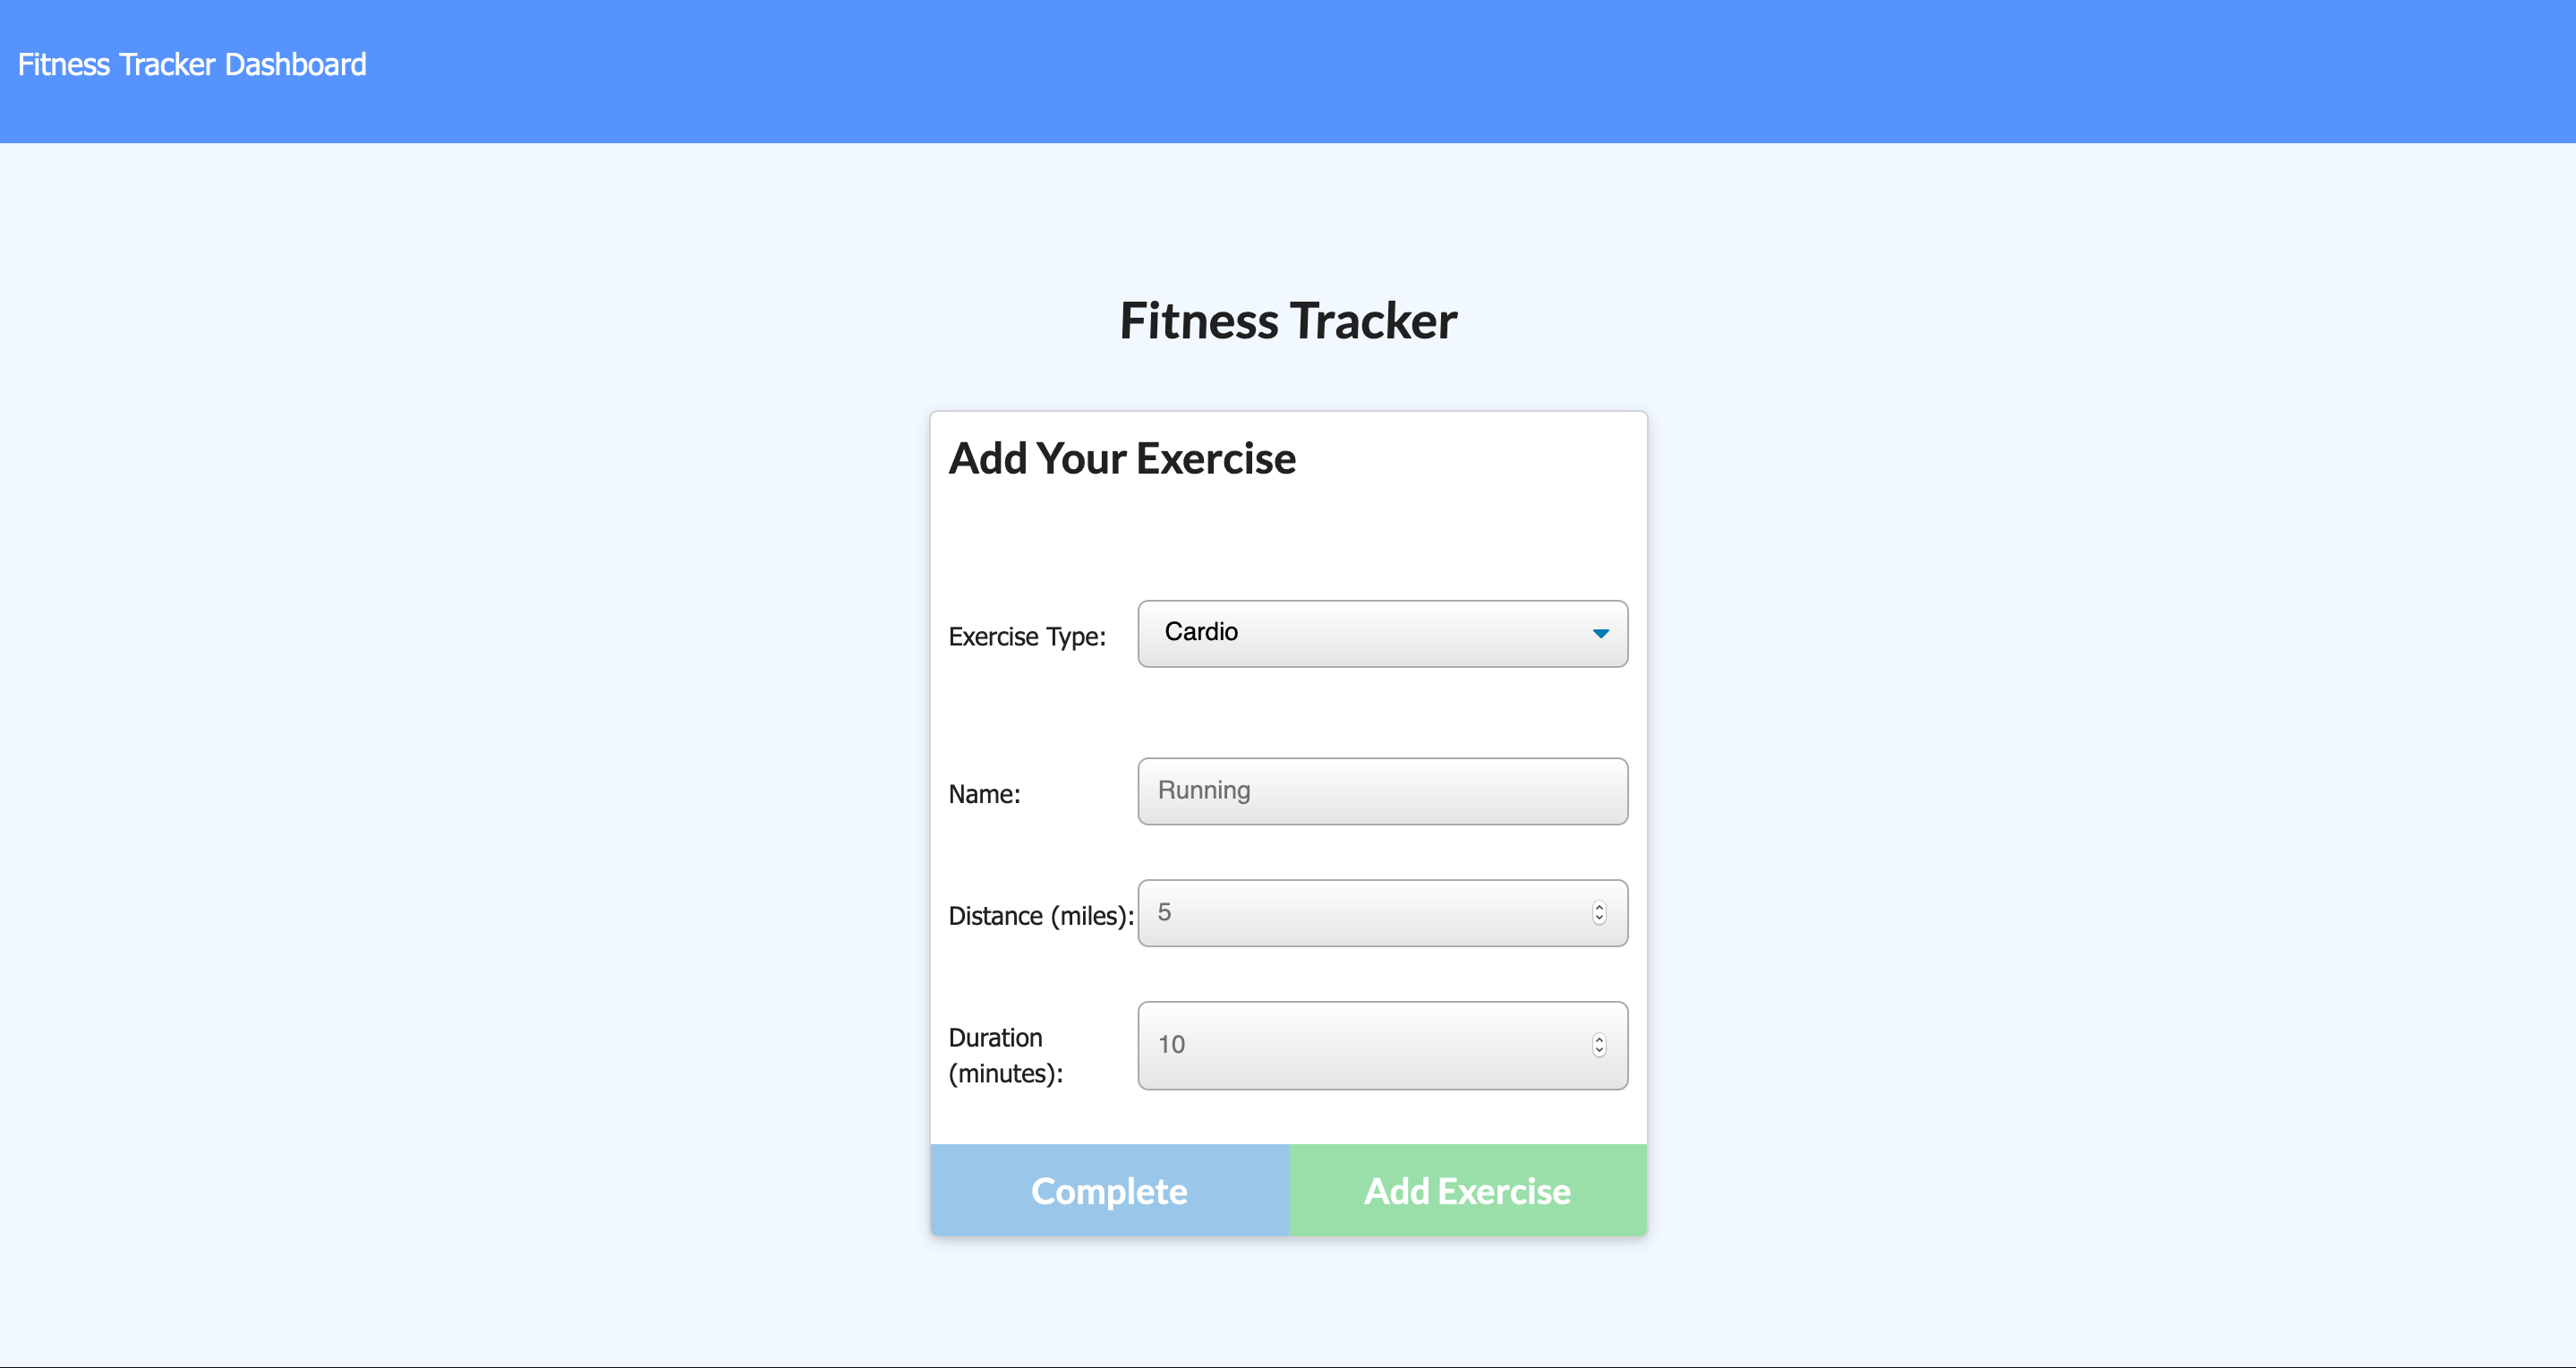 Fitness Tracker Dashboard
Fitness Tracker
Add Your Exercise
Exercise Type: Cardio
Name: Running
Distance (miles): 5
Duration
(minutes): 10
Complete Add Exercise